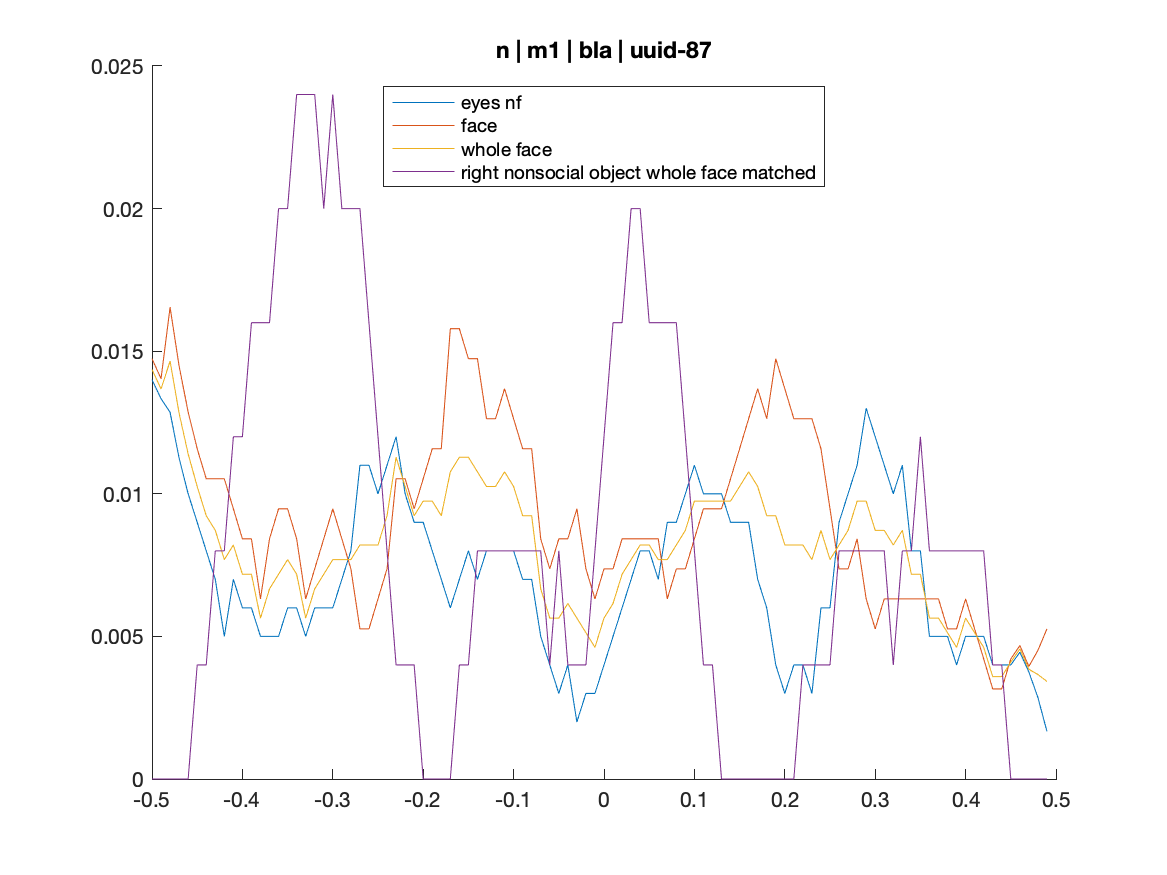 n | m1 | bla | uuid-87
0.025
eyes nf
face
whole face
right nonsocial object whole face matched
0.02
0.015
0.01
0.005
0
-0.5 -0.4 -0.3 -0.2 -0.1 0 0.1 0.2 0.3 0.4 0.5